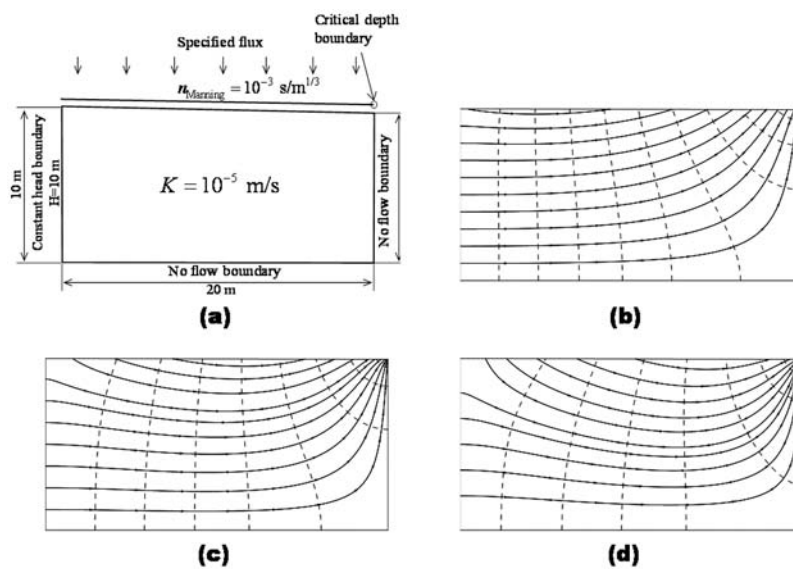 Critical depth
boundary
Specified flux
n_Manning = 10⁻³ s/m^1/3
10 m
Constant head boundary
H=10 m
K = 10⁻⁵ m/s
No flow boundary
No flow boundary
20 m
(a)
(b)
(c)
(d)